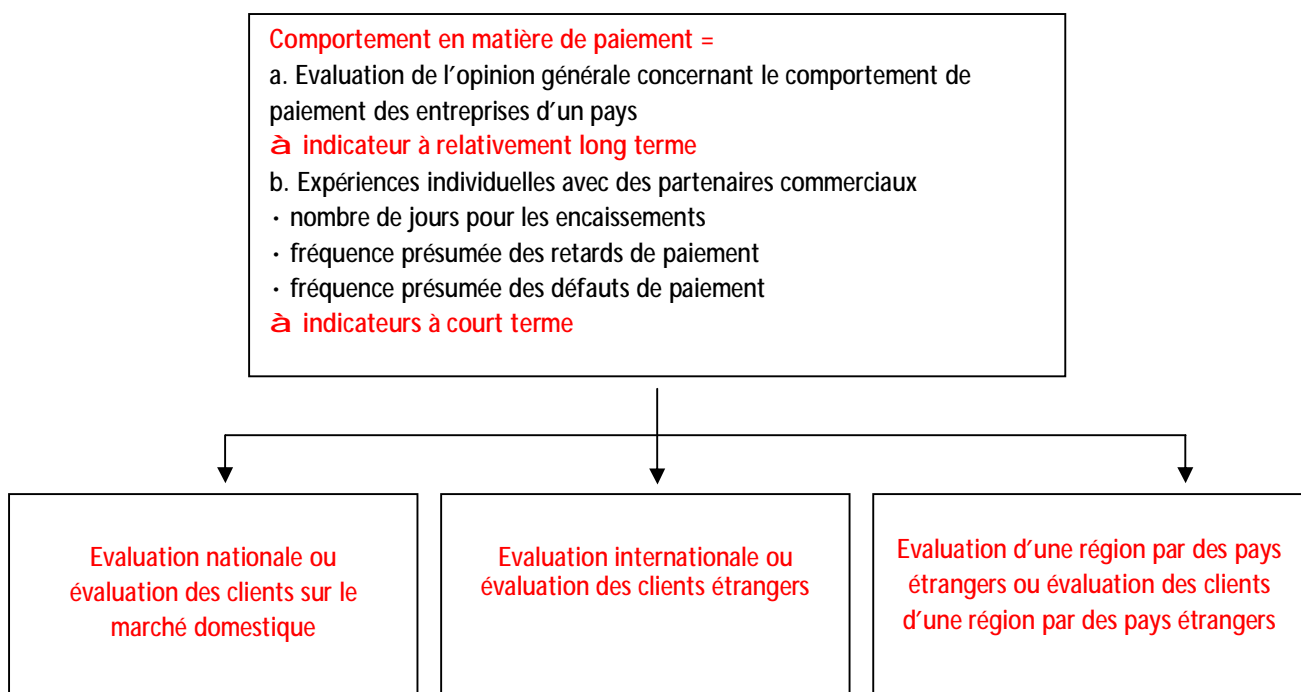 Comportement en matière de paiement =
a. Evaluation de l’opinion générale concernant le comportement de
paiement des entreprises d’un pays
à indicateur à relativement long terme
b. Expériences individuelles avec des partenaires commerciaux
· nombre de jours pour les encaissements
· fréquence présumée des retards de paiement
· fréquence présumée des défauts de paiement
à indicateurs à court terme
Evaluation nationale ou
évaluation des clients sur le
marché domestique
Evaluation internationale ou
évaluation des clients étrangers
Evaluation d’une région par des pays
étrangers ou évaluation des clients
d’une région par des pays étrangers